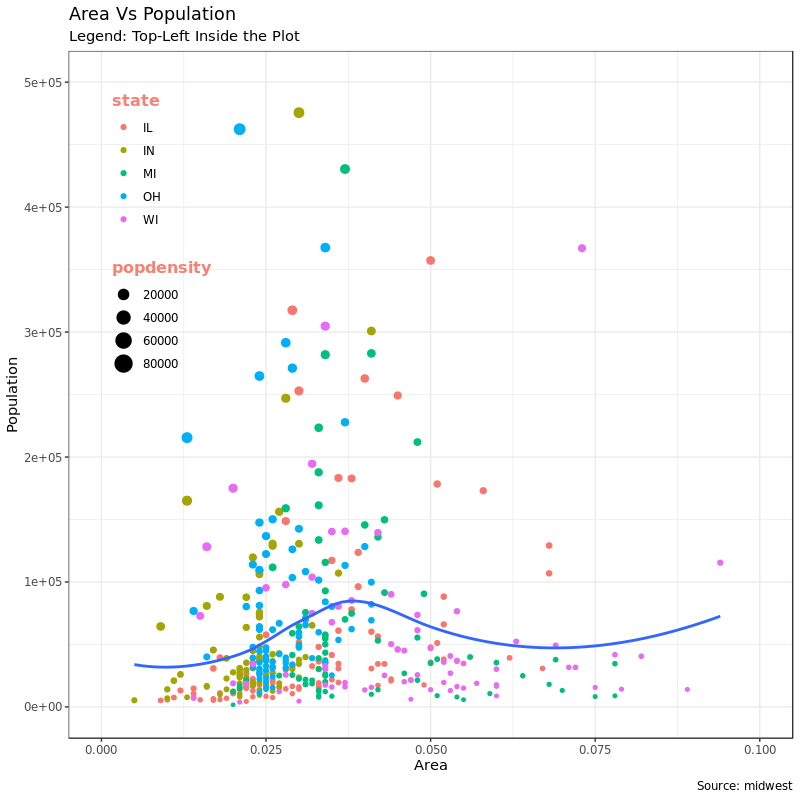 Area Vs Population
Legend: Top-Left Inside the Plot
5e+05
4e+05
3e+05
2e+05
1e+05
0e+00
Population
state
IL
IN
MI
OH
WI
popdensity
20000
40000
60000
80000
0.000
0.025
0.050
0.075
0.100
Area
Source: midwest